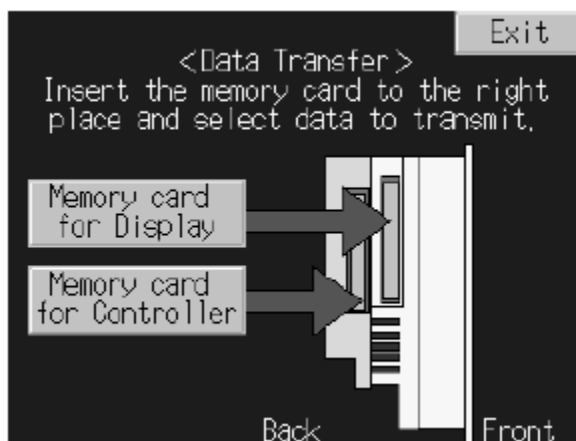 Exit
<Data Transfer>
Insert the memory card to the right
place and select data to transmit.
Memory card
for Display
Memory card
for Controller
Back
Front